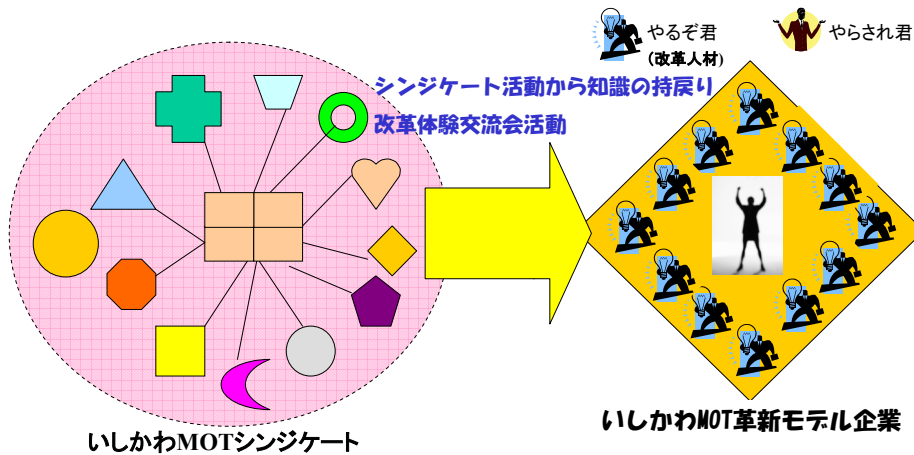 やるぞ君
(改革人材)
やらされ君
シンジケート活動から知識の持戻り
改革体験交流会活動
いしかわMOTシンジケート
いしかわMOT革新モデル企業